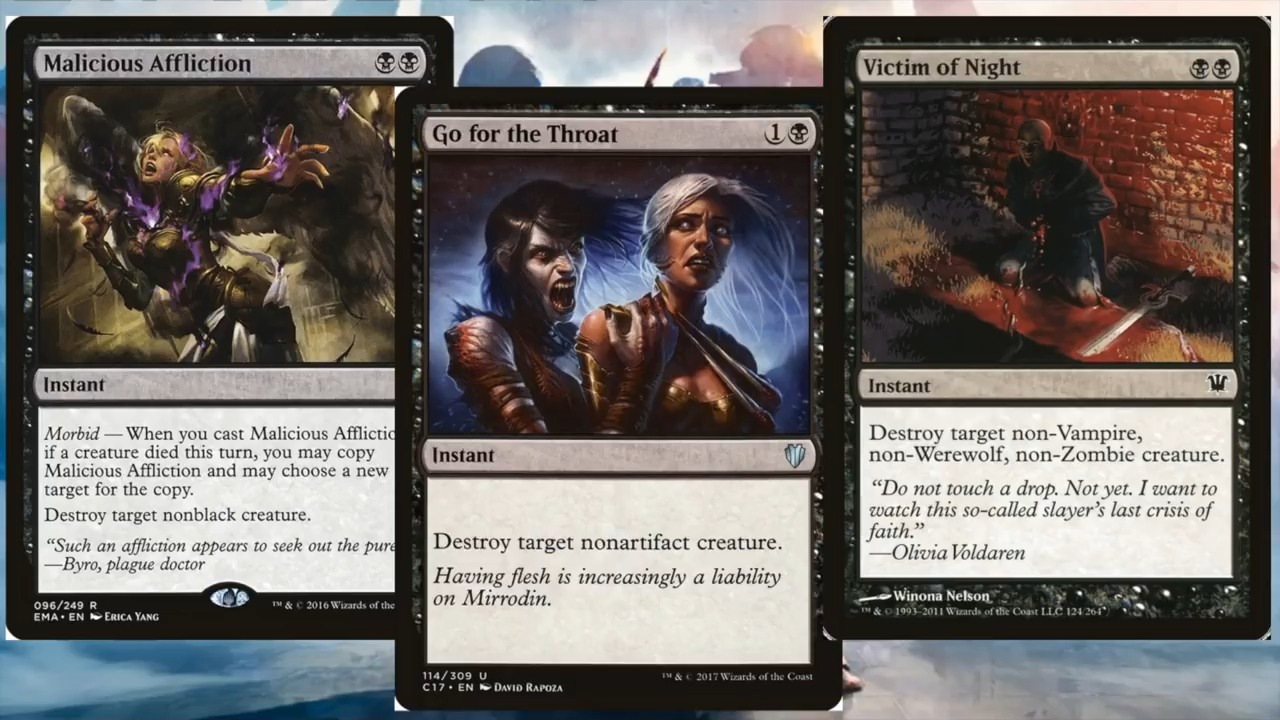 Malicious Affliction
Instant
Morbid — When you cast Malicious Afflictio
if a creature died this turn, you may copy
Malicious Affliction and may choose a new
target for the copy.
Destroy target nonblack creature.
“Such an affliction appears to seek out the pure
—Byro, plague doctor
096/249 R
EMA • EN ERICA YANG
™ & © 2016 Wizards of the
Go for the Throat
1
Instant
Destroy target nonartifact creature.
Having flesh is increasingly a liability
on Mirrodin.
114/309 U
C17 • EN DAVID RAPOZA
™ & © 2017 Wizards of the Coast
Victim of Night
Instant
Destroy target non-Vampire,
non-Werewolf, non-Zombie creature.
“Do not touch a drop. Not yet. I want to
watch this so-called slayer’s last crisis of
faith.”
—Olivia Voldaren
Winona Nelson
™ & © 1993–2011 Wizards of the Coast LLC 124/264